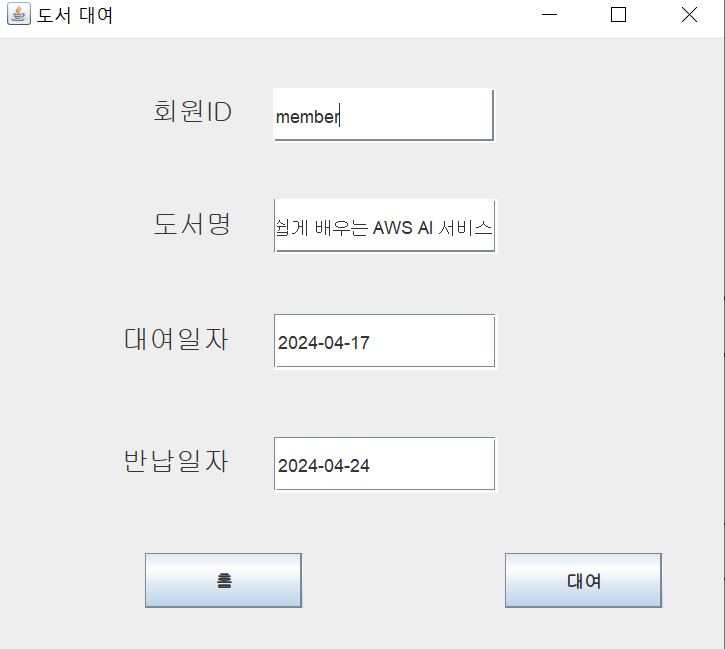 도서 대여
회원ID
member
도서명
쉽게 배우는 AWS AI 서비스
대여일자
2024-04-17
반납일자
2024-04-24
홈
대여